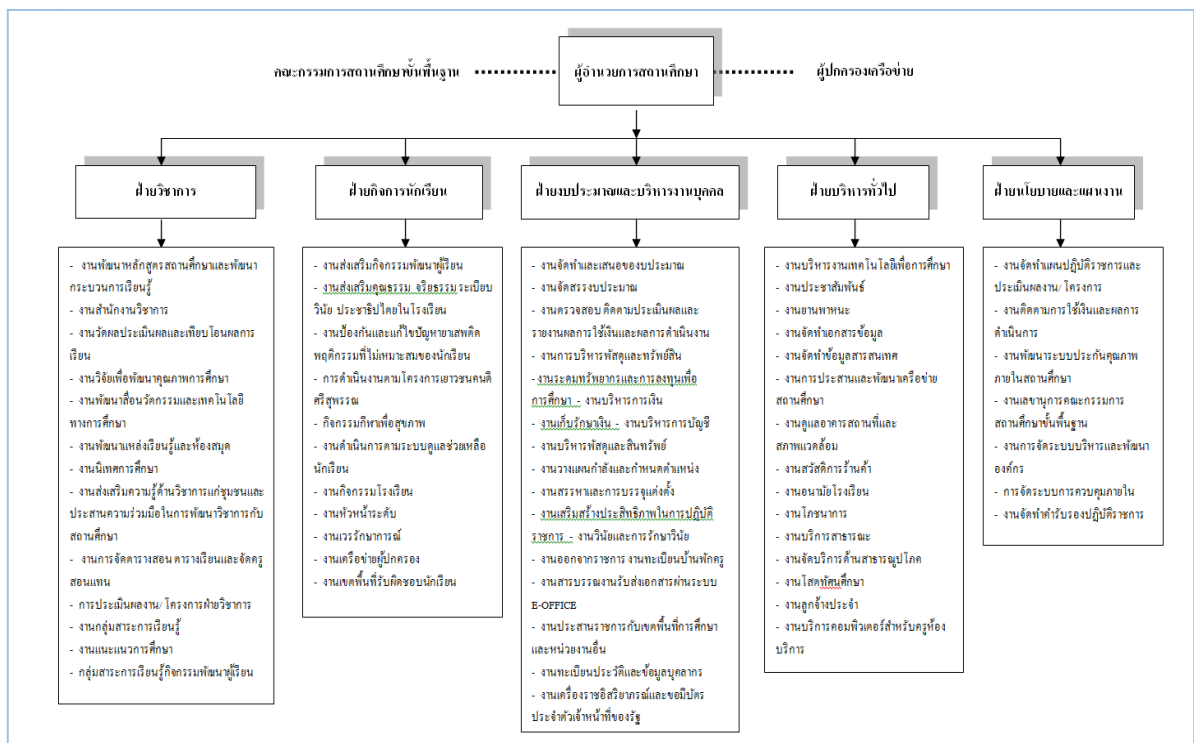 คณะกรรมการสถานศึกษาขั้นพื้นฐาน
ผู้อำนวยการสถานศึกษา
ผู้ปกครองเครือข่าย
ฝ่ายวิชาการ
- งานพัฒนาหลักสูตรสถานศึกษาและพัฒนา
กระบวนการเรียนรู้
- งานสำนักงานวิชาการ
- งานวัดผลประเมินผลและเทียบโอนผลการ
เรียน
- งานวิจัยเพื่อพัฒนาคุณภาพการศึกษา
- งานพัฒนาสื่อนวัตกรรมและเทคโนโลยี
ทางการศึกษา
- งานพัฒนาแหล่งเรียนรู้และห้องสมุด
- งานนิเทศการศึกษา
- งานส่งเสริมความรู้ด้านวิชาการแก่ชุมชนและ
ประสานความร่วมมือในการพัฒนาวิชาการกับ
สถานศึกษา
- งานการจัดตารางสอน ตารางเรียนและจัดครู
สอนแทน
- การประเมินผลงาน/ โครงการฝ่ายวิชาการ
- งานกลุ่มสาระการเรียนรู้
- งานแนะแนวการศึกษา
- กลุ่มสาระการเรียนรู้กิจกรรมพัฒนาผู้เรียน
ฝ่ายกิจการนักเรียน
- งานส่งเสริมกิจกรรมพัฒนาผู้เรียน
- งานส่งเสริมคุณธรรม จริยธรรม ระเบียบ
วินัย ประชาธิปไตยในโรงเรียน
- งานป้องกันและแก้ไขปัญหายาเสพติด
พฤติกรรมที่ไม่เหมาะสมของนักเรียน
- การดำเนินงานตามโครงการเยาวชนคนดี
ศรีสุพรรณ
- กิจกรรมกีฬาเพื่อสุขภาพ
- งานดำเนินการตามระบบดูแลช่วยเหลือ
นักเรียน
- งานกิจกรรมโรงเรียน
- งานหัวหน้าระดับ
- งานเวรรักษาการณ์
- งานเครือข่ายผู้ปกครอง
- งานเขตพื้นที่รับผิดชอบนักเรียน
ฝ่ายงบประมาณและบริหารงานบุคคล
- งานจัดทำและเสนอของบประมาณ
- งานจัดสรรงบประมาณ
- งานตรวจสอบ ติดตามประเมินผลและ
รายงานผลการใช้เงินและผลการดำเนินงาน
- งานการบริหารพัสดุและทรัพย์สิน
- งานระดมทรัพยากรและการลงทุนเพื่อ
การศึกษา - งานบริหารการเงิน
- งานเก็บรักษาเงิน - งานบริหารการบัญชี
- งานบริหารพัสดุและสินทรัพย์
- งานวางแผนกำลังและกำหนดตำแหน่ง
- งานสรรหาและการบรรจุแต่งตั้ง
- งานเสริมสร้างประสิทธิภาพในการปฏิบัติ
ราชการ - งานวินัยและการรักษาวินัย
- งานออกจากราชการ งานทะเบียนบ้านพักครู
- งานสารบรรณงานรับส่งเอกสารผ่านระบบ
E-OFFICE
- งานประสานราชการกับเขตพื้นที่การศึกษา
และหน่วยงานอื่น
- งานทะเบียนประวัติและข้อมูลบุคลากร
- งานเครื่องราชอิสริยาภรณ์และขอมีบัตร
ประจำตัวเจ้าหน้าที่ของรัฐ
ฝ่ายบริการทั่วไป
- งานบริหารงานเทคโนโลยีเพื่อการศึกษา
- งานประชาสัมพันธ์
- งานยานพาหนะ
- งานจัดทำเอกสารข้อมูล
- งานจัดทำข้อมูลสารสนเทศ
- งานการประสานและพัฒนาเครือข่าย
สถานศึกษา
- งานดูแลอาคารสถานที่และ
สภาพแวดล้อม
- งานสวัสดิการร้านค้า
- งานอนามัยโรงเรียน
- งานโภชนาการ
- งานบริการสาธารณะ
- งานจัดบริการด้านสาธารณูปโภค
- งานโสตทัศนศึกษา
- งานลูกจ้างประจำ
- งานบริการคอมพิวเตอร์สำหรับครูห้อง
บริการ
ฝ่ายนโยบายและแผนงาน
- งานจัดทำแผนปฏิบัติราชการและ
ประเมินผลงาน/ โครงการ
- งานติดตามการใช้เงินและผลการ
ดำเนินการ
- งานพัฒนาระบบประกันคุณภาพ
ภายในสถานศึกษา
- งานเลขานุการคณะกรรมการ
สถานศึกษาขั้นพื้นฐาน
- งานการจัดระบบบริหารและพัฒนา
องค์กร
- การจัดระบบการควบคุมภายใน
- งานจัดทำคำรับรองปฏิบัติราชการ